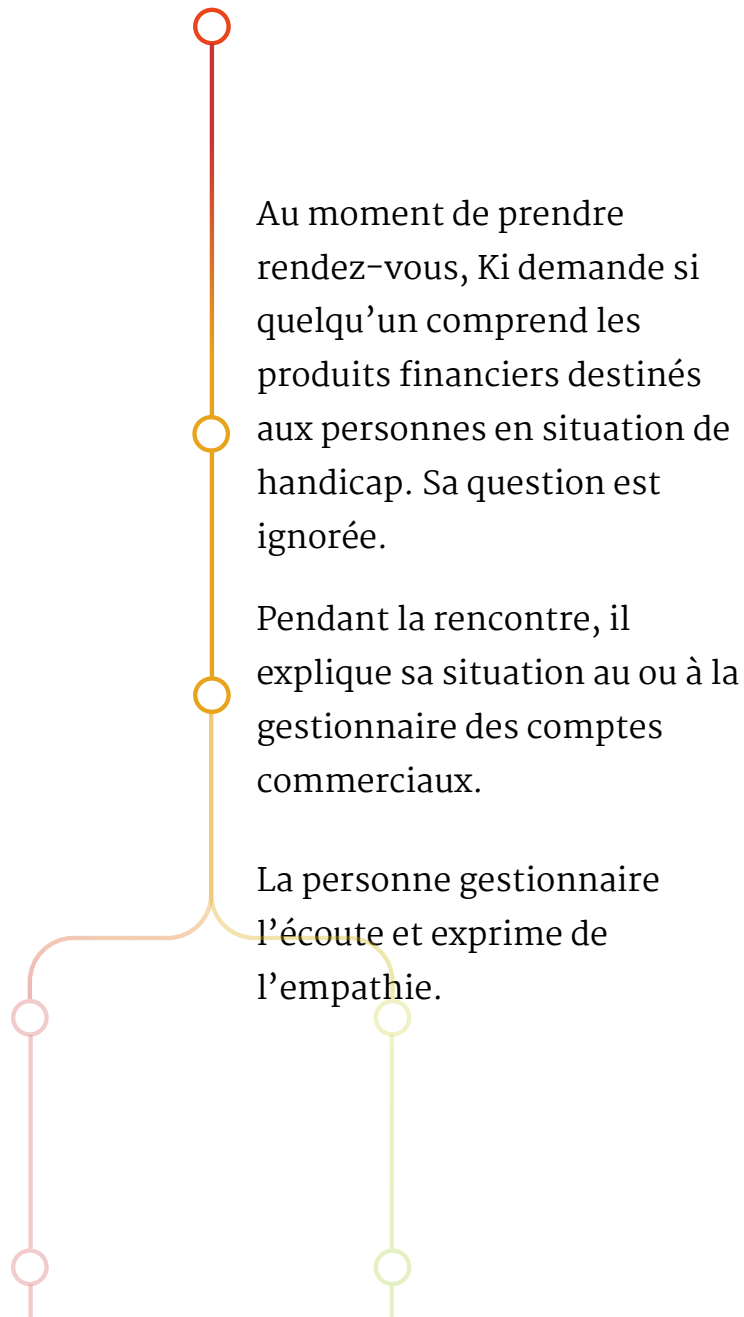 Au moment de prendre
rendez-vous, Ki demande si
quelqu’un comprend les
produits financiers destinés
aux personnes en situation de
handicap. Sa question est
ignorée.
Pendant la rencontre, il
explique sa situation au ou à la
gestionnaire des comptes
commerciaux.
La personne gestionnaire
l’écoute et exprime de
l’empathie.